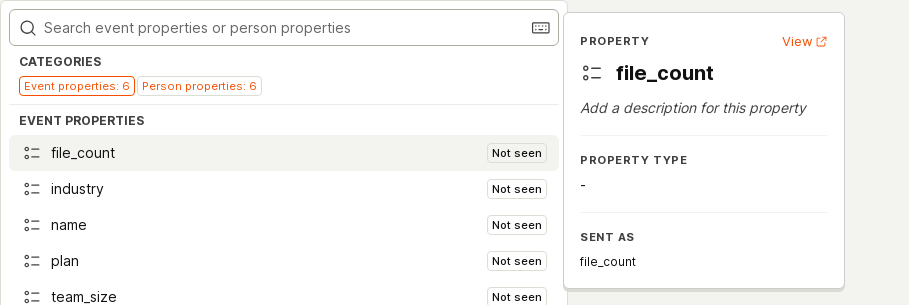 Search event properties or person properties
CATEGORIES
Event properties: 6 Person properties: 6
EVENT PROPERTIES
file_count Not seen
industry Not seen
name Not seen
plan Not seen
team_size Not seen
PROPERTY View
file_count
Add a description for this property
PROPERTY TYPE
-
SENT AS
file_count